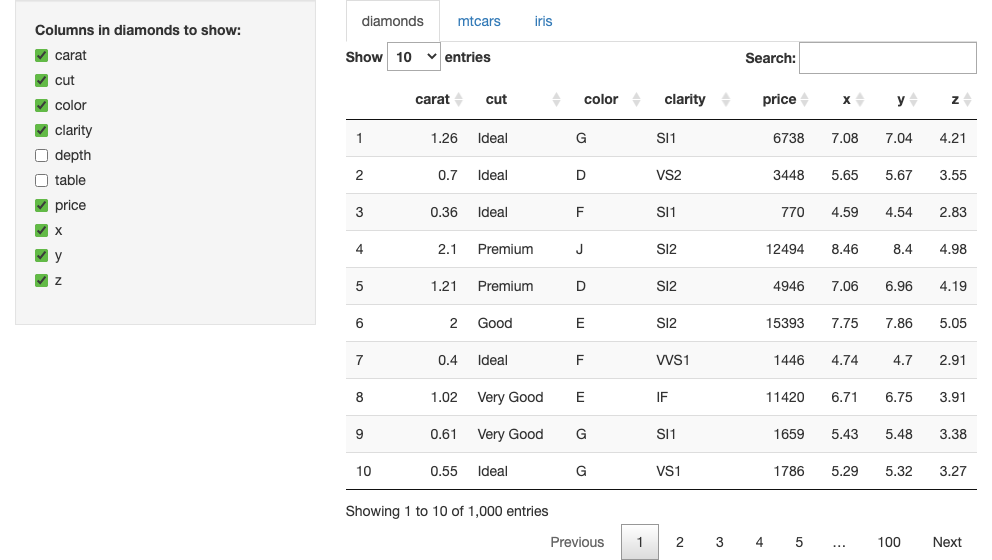 Columns in diamonds to show:
carat
cut
color
clarity
depth
table
price
x
y
z
diamonds mtcars iris
Show 10 entries Search:
carat cut color clarity price x y z
1 1.26 Ideal G SI1 6738 7.08 7.04 4.21
2 0.7 Ideal D VS2 3448 5.65 5.67 3.55
3 0.36 Ideal F SI1 770 4.59 4.54 2.83
4 2.1 Premium J SI2 12494 8.46 8.4 4.98
5 1.21 Premium D SI2 4946 7.06 6.96 4.19
6 2 Good E SI2 15393 7.75 7.86 5.05
7 0.4 Ideal F VVS1 1446 4.74 4.7 2.91
8 1.02 Very Good E IF 11420 6.71 6.75 3.91
9 0.61 Very Good G SI1 1659 5.43 5.48 3.38
10 0.55 Ideal G VS1 1786 5.29 5.32 3.27
Showing 1 to 10 of 1,000 entries
Previous 1 2 3 4 5 … 100 Next